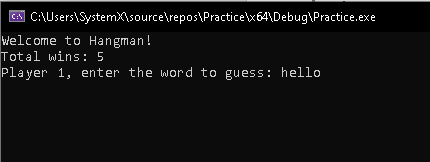 C:\Users\SystemX\source\repos\Practice\x64\Debug\Practice.exe
Welcome to Hangman!
Total wins: 5
Player 1, enter the word to guess: hello